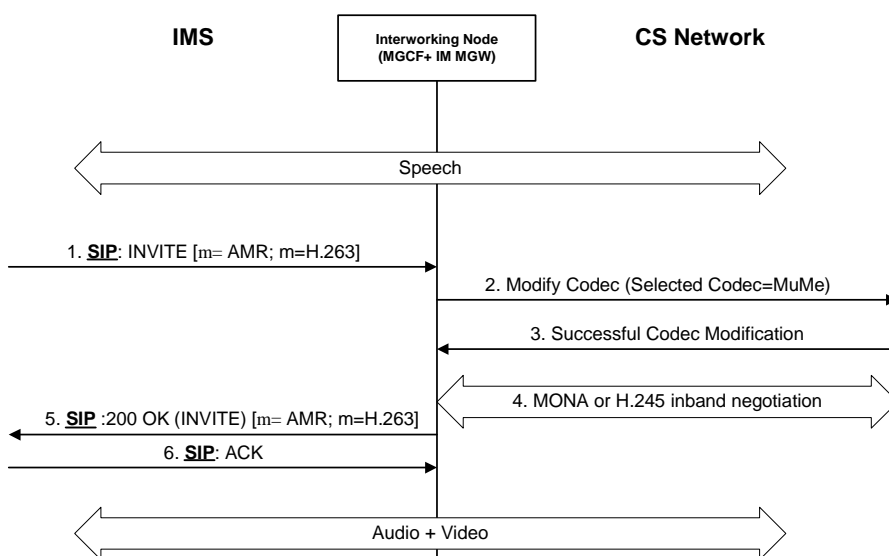 IMS
Interworking Node
(MGCF+ IM MGW)
CS Network
Speech
1. SIP: INVITE [m= AMR; m=H.263]
2. Modify Codec (Selected Codec=MuMe)
3. Successful Codec Modification
4. MONA or H.245 inband negotiation
5. SIP :200 OK (INVITE) [m= AMR; m=H.263]
6. SIP: ACK
Audio + Video